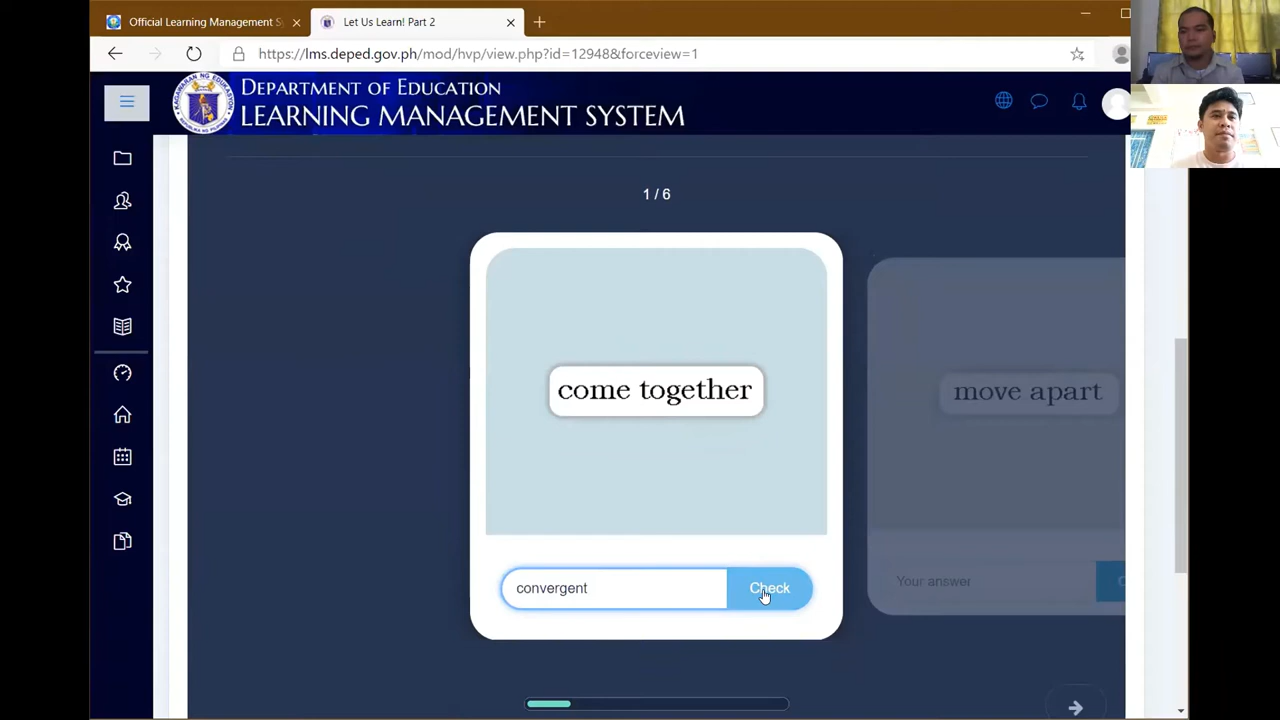 Official Learning Management S
Let Us Learn! Part 2
https://lms.deped.gov.ph/mod/hvp/view.php?id=12948&forceview=1
DEPARTMENT OF EDUCATION
LEARNING MANAGEMENT SYSTEM
1 / 6
come together
move apart
convergent
Check
Your answer